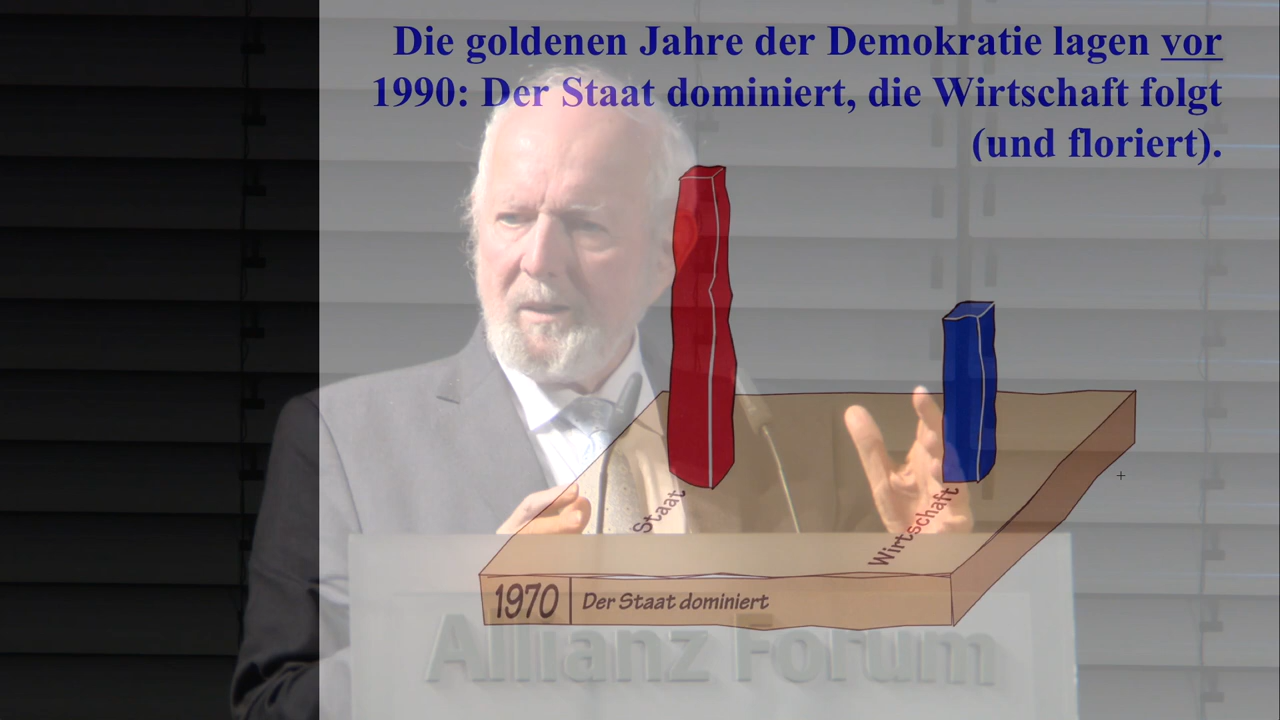 Die goldenen Jahre der Demokratie lagen vor
1990: Der Staat dominiert, die Wirtschaft folgt
(und floriert).
Staat
Wirtschaft
1970
Der Staat dominiert
Allianz Forum